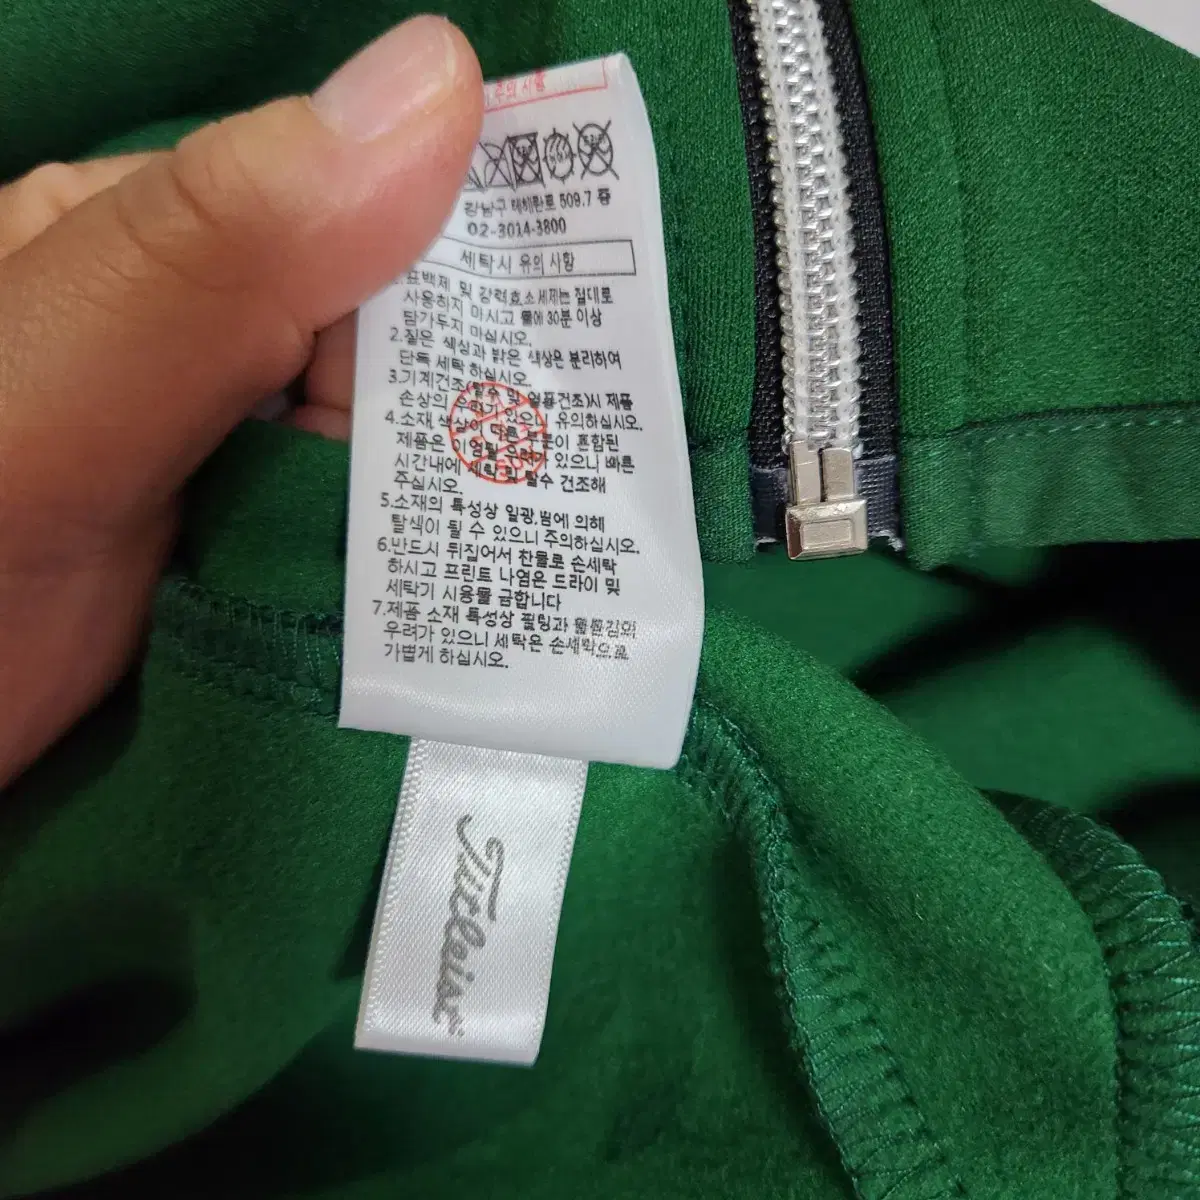 주의 사항
강남구 테헤란로 509.7 층
02-3014-3800
세탁시 유의 사항
1.표백제 및 강력효소세제는 절대로
사용하지 마시고 물에 30분 이상
담가두지 마십시오.
2.짙은 색상과 밝은 색상은 분리하여
단독 세탁 하십시오.
3.기계건조(탈수 및 열풍건조)시 제품
손상의 우려가 있으니 유의하십시오.
4.소재 색상이 다른 부분이 혼합된
제품은 이염될 우려가 있으니 빠른
시간내에 세탁 및 탈수 건조해
주십시오.
5.소재의 특성상 일광,땀에 의해
탈색이 될 수 있으니 주의하십시오.
6.반드시 뒤집어서 찬물로 손세탁
하시고 프린트 나염은 드라이 및
세탁기 사용을 금합니다
7.제품 소재 특성상 필링과 올뜯김의
우려가 있으니 세탁은 손세탁으로
가볍게 하십시오.
Titleist